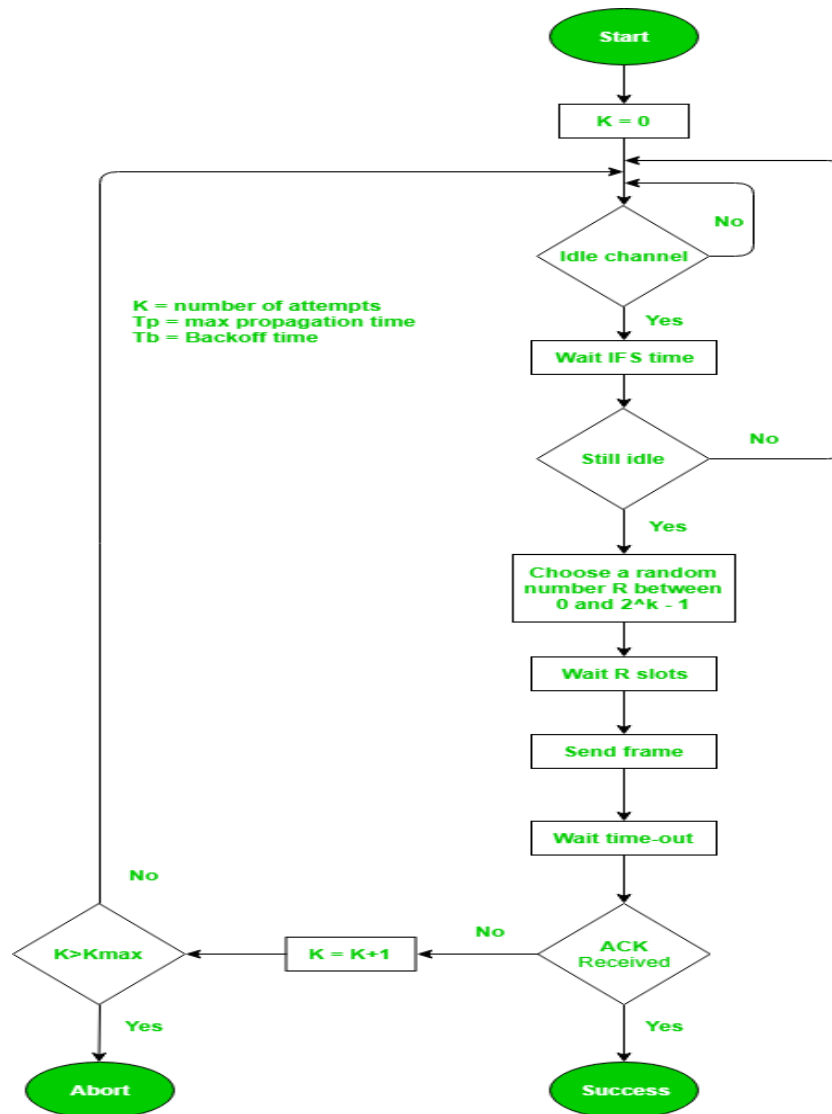 Start
K = 0
No
Idle channel
K = number of attempts
Tp = max propagation time
Tb = Backoff time
Yes
Wait IFS time
No
Still idle
Yes
Choose a random
number R between
0 and 2^k - 1
Wait R slots
Send frame
Wait time-out
No
No
K>Kmax
K = K+1
ACK
Received
Yes
Yes
Abort
Success